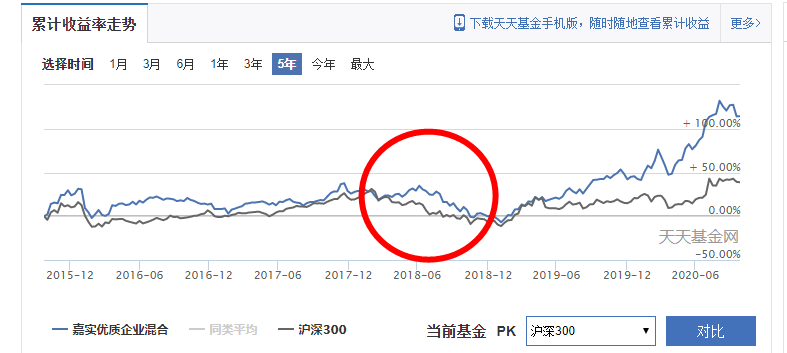 累计收益率走势
下载天天基金手机版，随时随地查看累计收益
更多>
选择时间 1月 3月 6月 1年 3年 5年 今年 最大
+ 100.00%
+ 50.00%
0.00%
天天基金网
-50.00%
2015-12 2016-06 2016-12 2017-06 2017-12 2018-06 2018-12 2019-06 2019-12 2020-06
嘉实优质企业混合 同类平均 沪深300
当前基金 PK 沪深300 对比